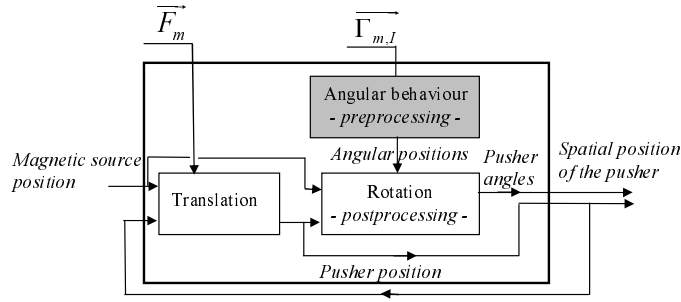 F_m
Γ_{m,I}
Angular behaviour
- preprocessing -
Magnetic source
position
Angular positions
Pusher
angles
Spatial position
of the pusher
Translation
Rotation
- postprocessing -
Pusher position